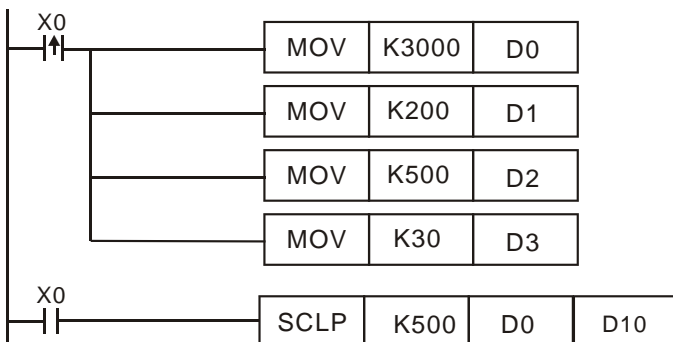 X0
MOV K3000 D0
MOV K200 D1
MOV K500 D2
MOV K30 D3
X0
SCLP K500 D0 D10